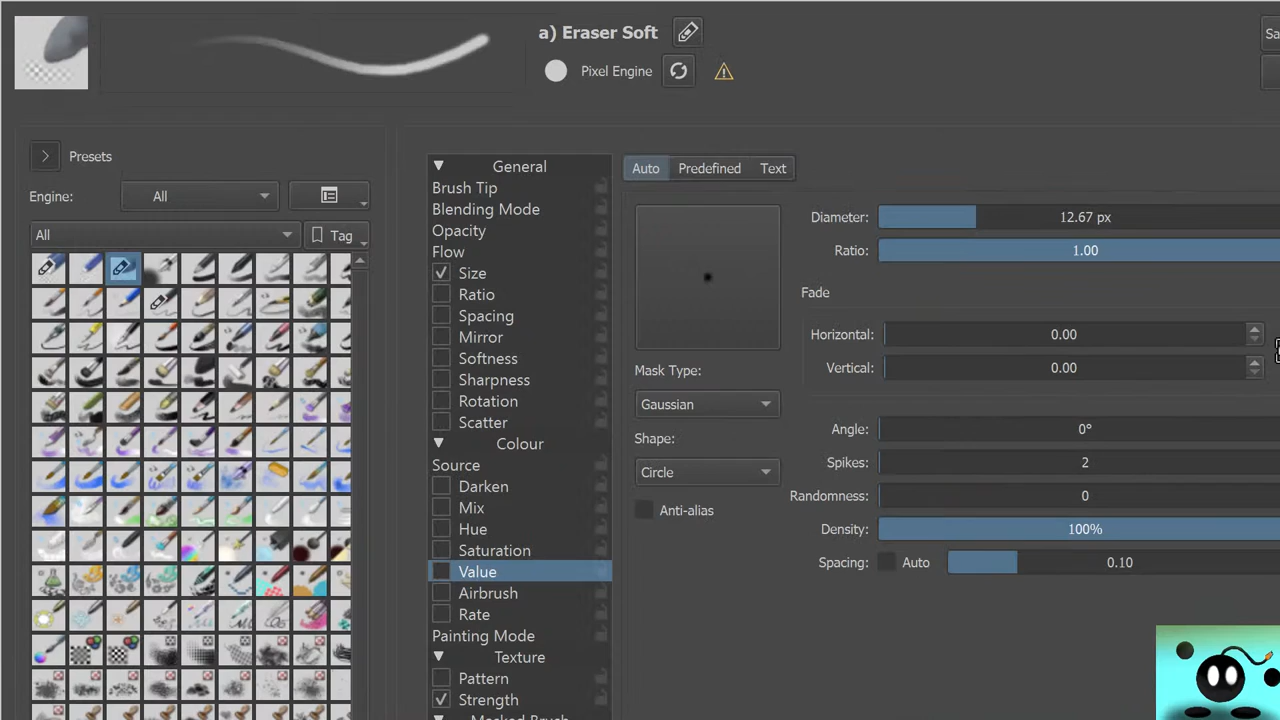 a) Eraser Soft
Sa
Pixel Engine
Presets
Engine:
All
All
Tag
General
Brush Tip
Blending Mode
Opacity
Flow
Size
Ratio
Spacing
Mirror
Softness
Sharpness
Rotation
Scatter
Colour
Source
Darken
Mix
Hue
Saturation
Value
Airbrush
Rate
Painting Mode
Texture
Pattern
Strength
Masked Brush
Auto Predefined Text
Mask Type:
Gaussian
Shape:
Circle
Anti-alias
Diameter: 12.67 px
Ratio: 1.00
Fade
Horizontal: 0.00
Vertical: 0.00
Angle: 0°
Spikes: 2
Randomness: 0
Density: 100%
Spacing: Auto 0.10